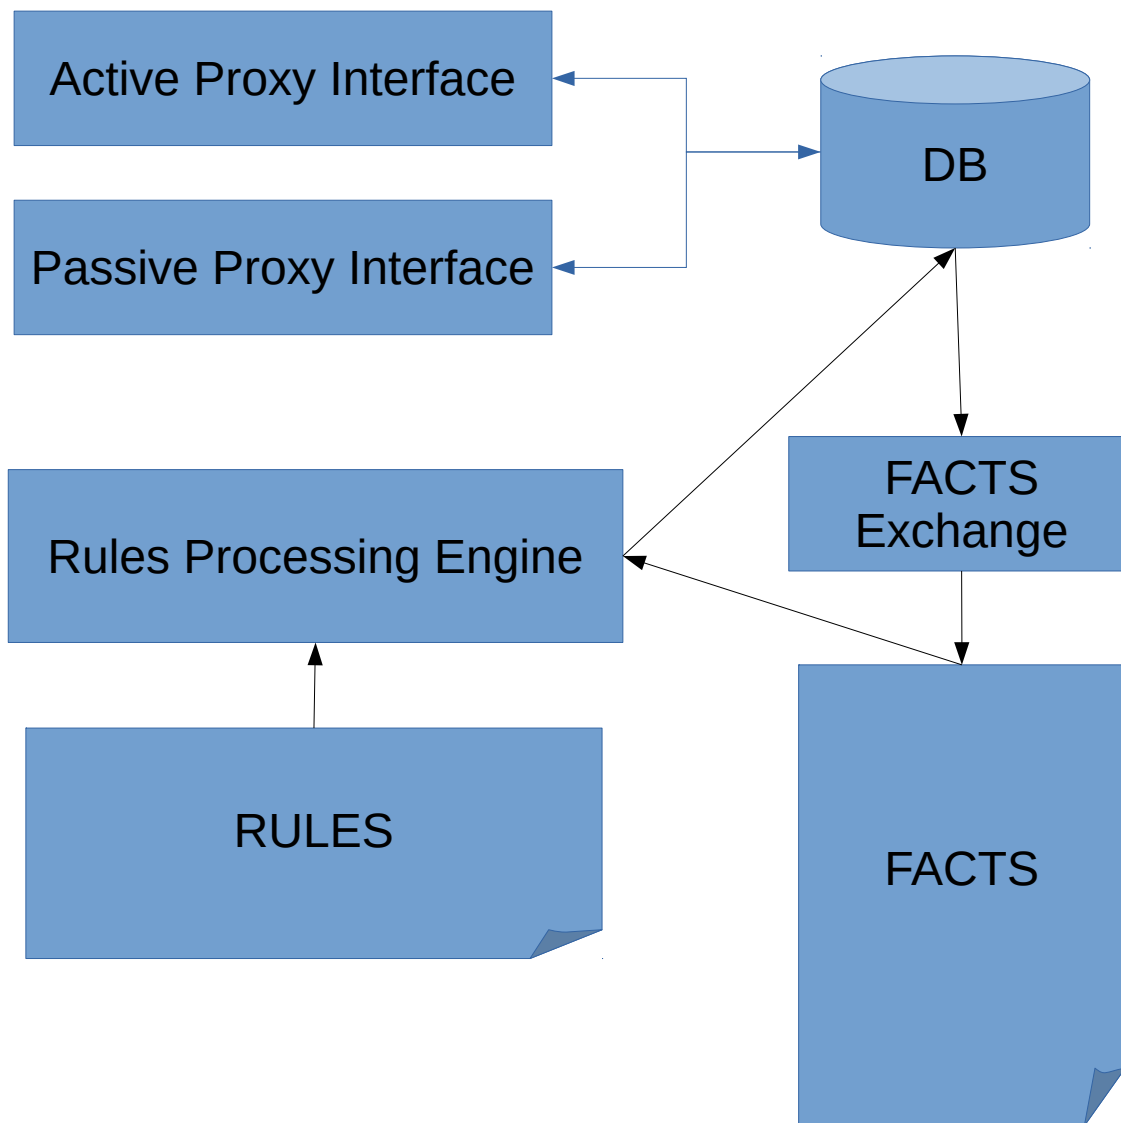 Active Proxy Interface
DB
Passive Proxy Interface
FACTS
Exchange
Rules Processing Engine
RULES
FACTS